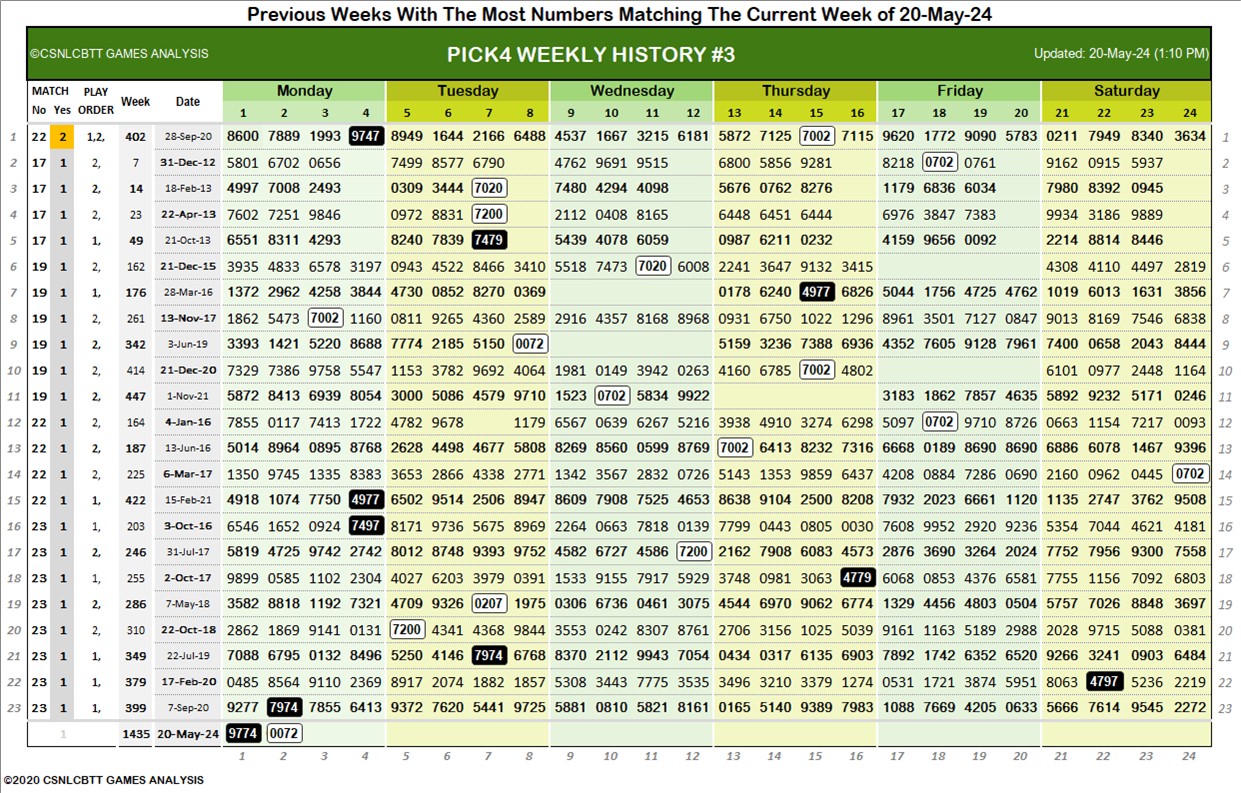 Previous Weeks With The Most Numbers Matching The Current Week of 20-May-24
©CSNLCBTT GAMES ANALYSIS PICK4 WEEKLY HISTORY #3 Updated: 20-May-24 (1:10 PM)
MATCH PLAY Week Date Monday Tuesday Wednesday Thursday Friday Saturday
No Yes ORDER 1 2 3 4 5 6 7 8 9 10 11 12 13 14 15 16 17 18 19 20 21 22 23 24
1 22 2 1,2, 402 28-Sep-20 8600 7889 1993 9747 8949 1644 2166 6488 4537 1667 3215 6181 5872 7125 7002 7115 9620 1772 9090 5783 0211 7949 8340 3634 1
2 17 1 2, 7 31-Dec-12 5801 6702 0656 7499 8577 6790 4762 9691 9515 6800 5856 9281 8218 0702 0761 9162 0915 5937 2
3 17 1 2, 14 18-Feb-13 4997 7008 2493 0309 3444 7020 7480 4294 4098 5676 0762 8276 1179 6836 6034 7980 8392 0945 3
4 17 1 2, 23 22-Apr-13 7602 7251 9846 0972 8831 7200 2112 0408 8165 6448 6451 6444 6976 3847 7383 9934 3186 9889 4
5 17 1 1, 49 21-Oct-13 6551 8311 4293 8240 7839 7479 5439 4078 6059 0987 6211 0232 4159 9656 0092 2214 8814 8446 5
6 19 1 2, 162 21-Dec-15 3935 4833 6578 3197 0943 4522 8466 3410 5518 7473 7020 6008 2241 3647 9132 3415 4308 4110 4497 2819 6
7 19 1 1, 176 28-Mar-16 1372 2962 4258 3844 4730 0852 8270 0369 0178 6240 4977 6826 5044 1756 4725 4762 1019 6013 1631 3856 7
8 19 1 2, 261 13-Nov-17 1862 5473 7002 1160 0811 9265 4360 2589 2916 4357 8168 8968 0931 6750 1022 1296 8961 3501 7127 0847 9013 8169 7546 6838 8
9 19 1 2, 342 3-Jun-19 3393 1421 5220 8688 7774 2185 5150 0072 5159 3236 7388 6936 4352 7605 9128 7961 7400 0658 2043 8444 9
10 19 1 2, 414 21-Dec-20 7329 7386 9758 5547 1153 3782 9692 4064 1981 0149 3942 0263 4160 6785 7002 4802 6101 0977 2448 1164 10
11 19 1 2, 447 1-Nov-21 5872 8413 6939 8054 3000 5086 4579 9710 1523 0702 5834 9922 3183 1862 7857 4635 5892 9232 5171 0246 11
12 22 1 2, 164 4-Jan-16 7855 0117 7413 1722 4782 9678 1179 6567 0639 6267 5216 3938 4910 3274 6298 5097 0702 9710 8726 0663 1154 7217 0093 12
13 22 1 2, 187 13-Jun-16 5014 8964 0895 8768 2628 4498 4677 5808 8269 8560 0599 8769 7002 6413 8232 7316 6668 0189 8690 8690 6886 6078 1467 9396 13
14 22 1 2, 225 6-Mar-17 1350 9745 1335 8383 3653 2866 4338 2771 1342 3567 2832 0726 5143 1353 9859 6437 4208 0884 7286 0690 2140 0962 0445 0702 14
15 22 1 1, 422 15-Feb-21 4918 1074 7750 4977 6502 9514 2506 8947 8609 7908 7525 4653 8638 9104 2500 8208 7932 2023 6661 1120 1135 2747 3762 9508 15
16 23 1 1, 203 3-Oct-16 6546 1652 0924 7497 8171 9736 5675 8969 2264 0663 7818 0139 7799 0443 0805 0030 7608 9952 2920 9236 5354 7044 4621 4181 16
17 23 1 2, 246 31-Jul-17 5819 4725 9742 2742 8012 8748 9393 9752 4582 6727 4586 7200 2162 7908 6083 4573 2876 3690 3264 2024 7752 7956 9300 7558 17
18 23 1 1, 255 2-Oct-17 9899 0585 1102 2304 4027 6203 3979 0391 1533 9155 7917 5929 3748 0981 3063 4779 6068 0853 4376 6581 7755 1156 7092 6803 18
19 23 1 2, 286 7-May-18 3582 8818 1192 7321 4709 9326 0207 1975 0306 6736 0461 3075 4544 6970 9062 6774 1329 4456 4803 0504 5757 7026 8848 3697 19
20 23 1 2, 310 22-Oct-18 2862 1869 9141 0131 7200 4341 4368 9844 3553 0242 8307 8761 2706 3156 1025 5039 9161 1163 5189 2988 2028 9715 5088 0381 20
21 23 1 1, 349 22-Jul-19 7088 6795 0132 8496 5250 4146 7974 6768 8370 2112 9943 7054 0434 0317 6135 6903 7892 7742 6352 6520 9266 3241 0903 6484 21
22 23 1 1, 379 17-Feb-20 0485 8564 9110 2369 8917 2074 1882 1857 5308 3443 7775 3535 3496 3210 3379 1274 0531 1721 3874 5951 8063 4797 5236 2219 22
23 23 1 1, 399 7-Sep-20 9277 7974 7855 6413 9372 7620 5441 9725 5881 0810 5821 8161 0165 5140 9389 7983 1088 7669 4205 0633 5666 7614 9545 2272 23
1 1435 20-May-24 9774 0072
1 2 3 4 5 6 7 8 9 10 11 12 13 14 15 16 17 18 19 20 21 22 23 24
©2020 CSNLCBTT GAMES ANALYSIS